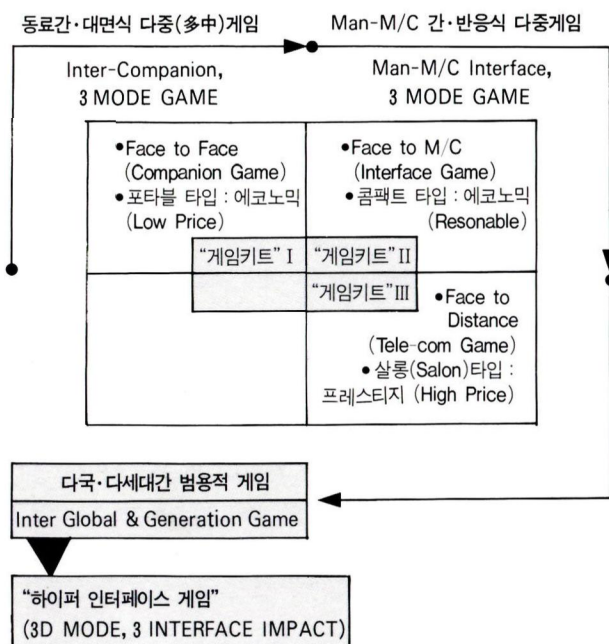 동료간·대면식 다중(多中)게임
Man-M/C 간·반응식 다중게임
Inter-Companion,
3 MODE GAME
Man-M/C Interface,
3 MODE GAME
•Face to Face
(Companion Game)
•포타블 타입 : 에코노믹
(Low Price)
•Face to M/C
(Interface Game)
•콤팩트 타입 : 에코노믹
(Resonable)
“게임키트” I
“게임키트”II
“게임키트”III
•Face to
Distance
(Tele-com Game)
•살롱(Salon)타입 :
프레스티지 (High Price)
다국·다세대간 범용적 게임
Inter Global & Generation Game
“하이퍼 인터페이스 게임”
(3D MODE, 3 INTERFACE IMPACT)